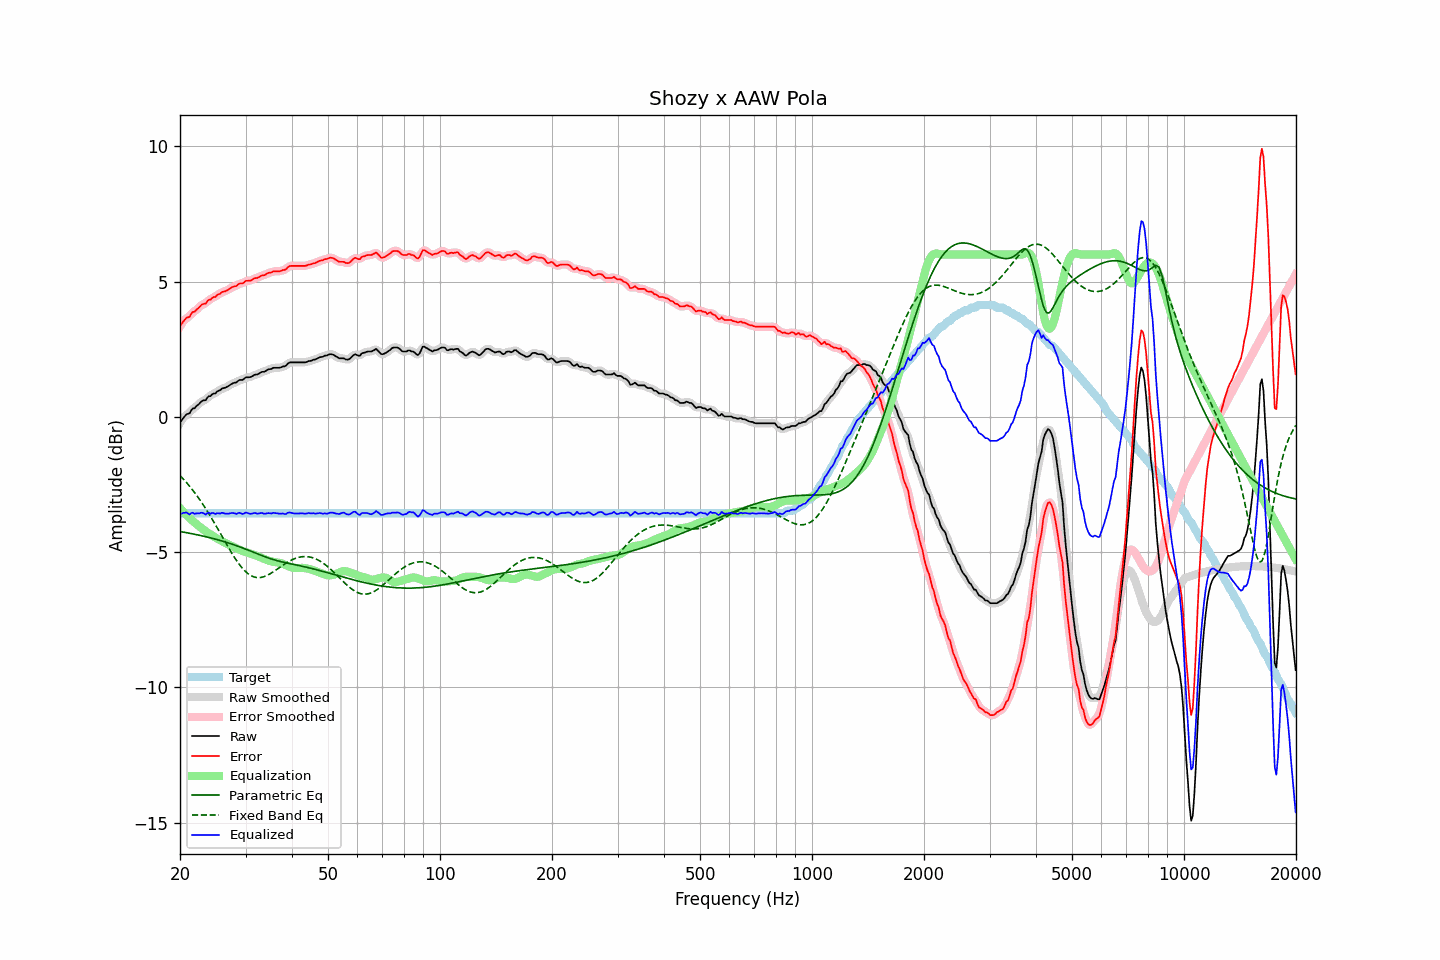 Shozy x AAW Pola
Amplitude (dBr)
10
5
0
−5
−10
−15
Target
Raw Smoothed
Error Smoothed
Raw
Error
Equalization
Parametric Eq
Fixed Band Eq
Equalized
20 50 100 200 500 1000 2000 5000 10000 20000
Frequency (Hz)